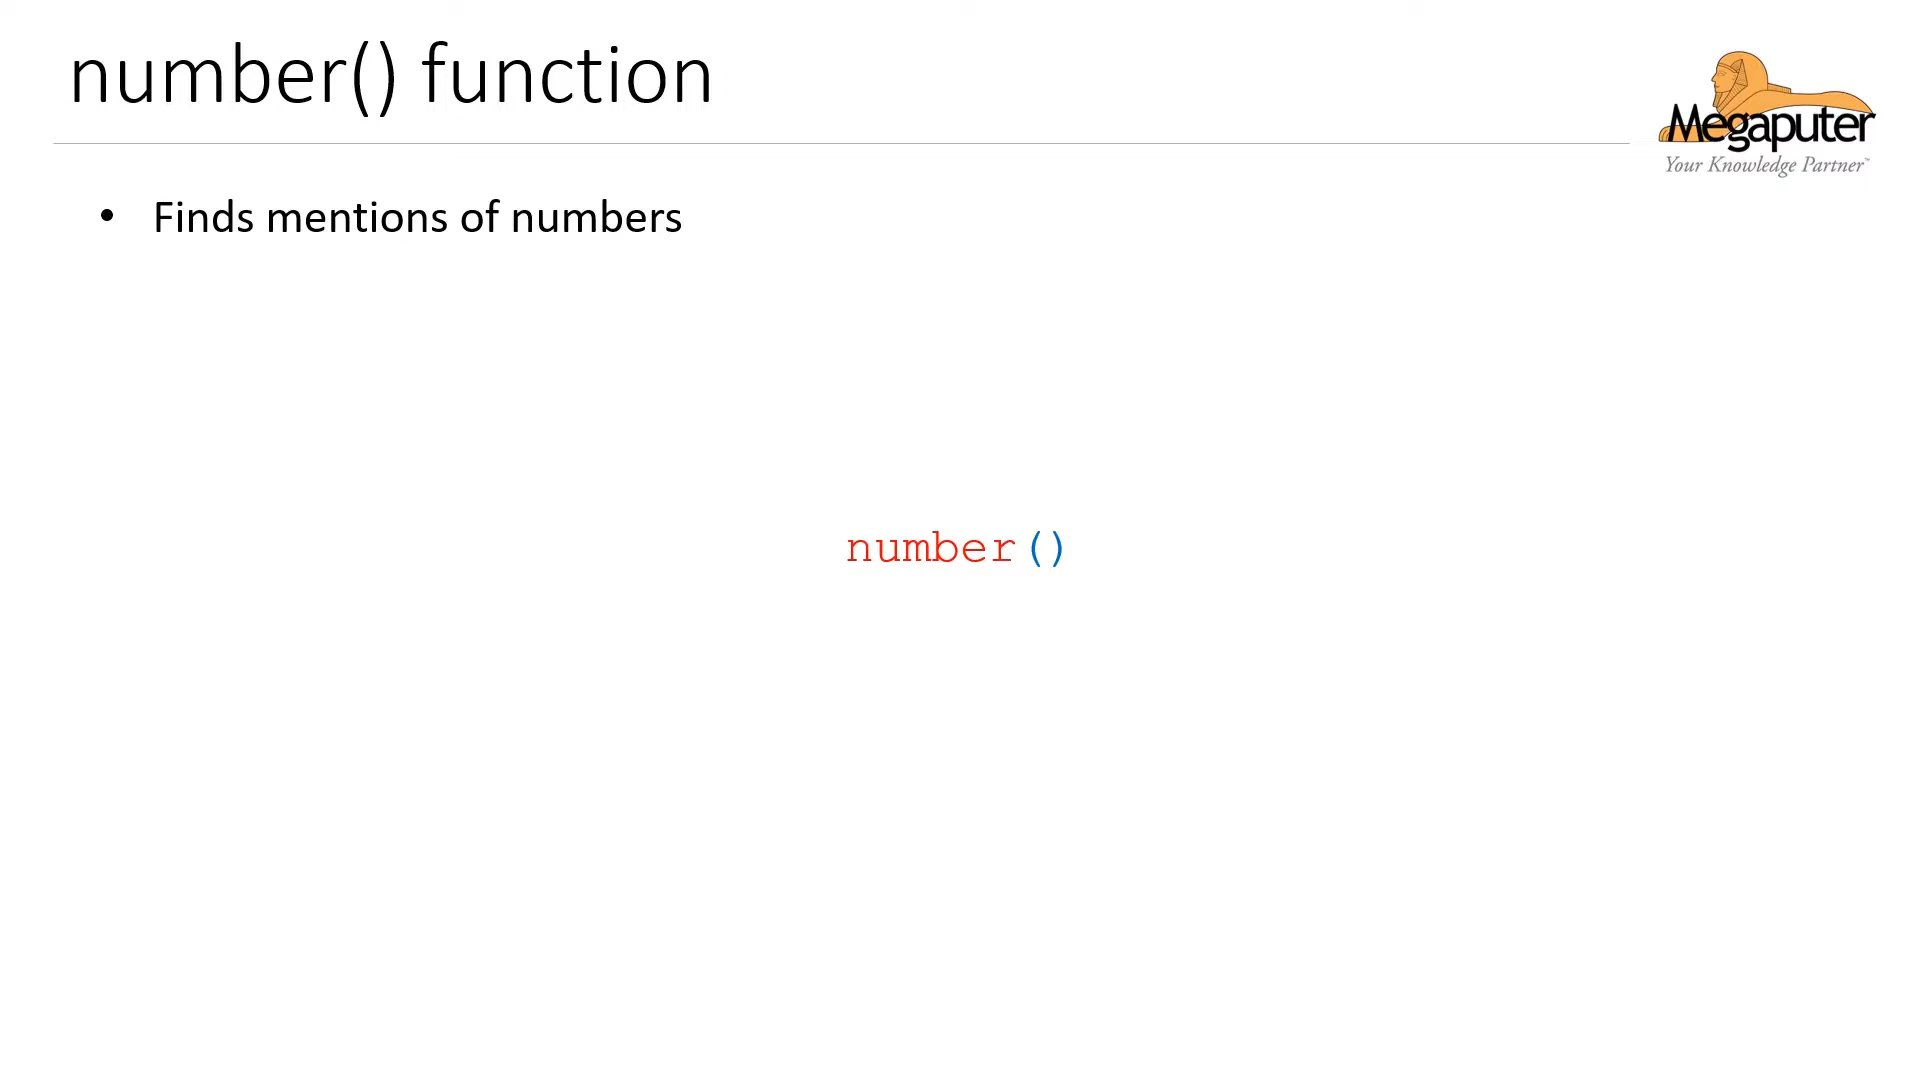 number() function
Megaputer
Your Knowledge Partner™
• Finds mentions of numbers
number()